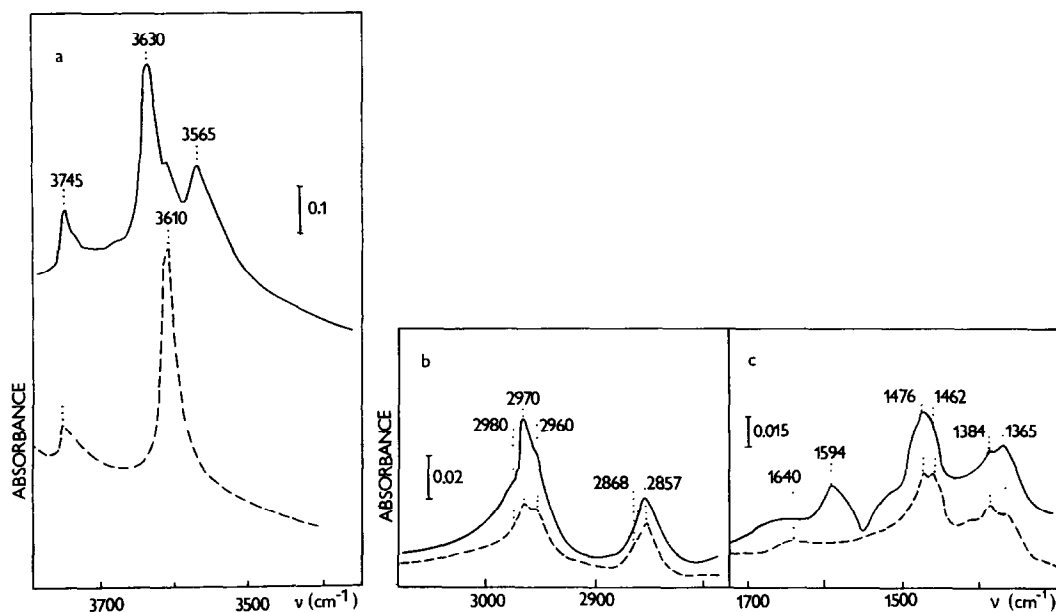 a
3630
3565
3745
0.1
3610
ABSORBANCE
3700 3500 ν (cm⁻¹)
b
2970
2980 2960
2868 2857
0.02
ABSORBANCE
3000 2900
c
1476 1462
1384 1365
0.015
1594
1640
1700 1500 ν (cm⁻¹)